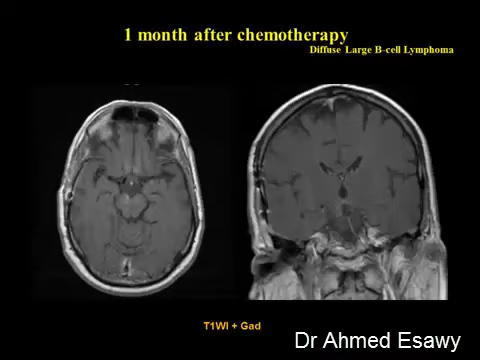 1 month after chemotherapy
Diffuse Large B-cell Lymphoma
T1WI + Gad
Dr Ahmed Esawy